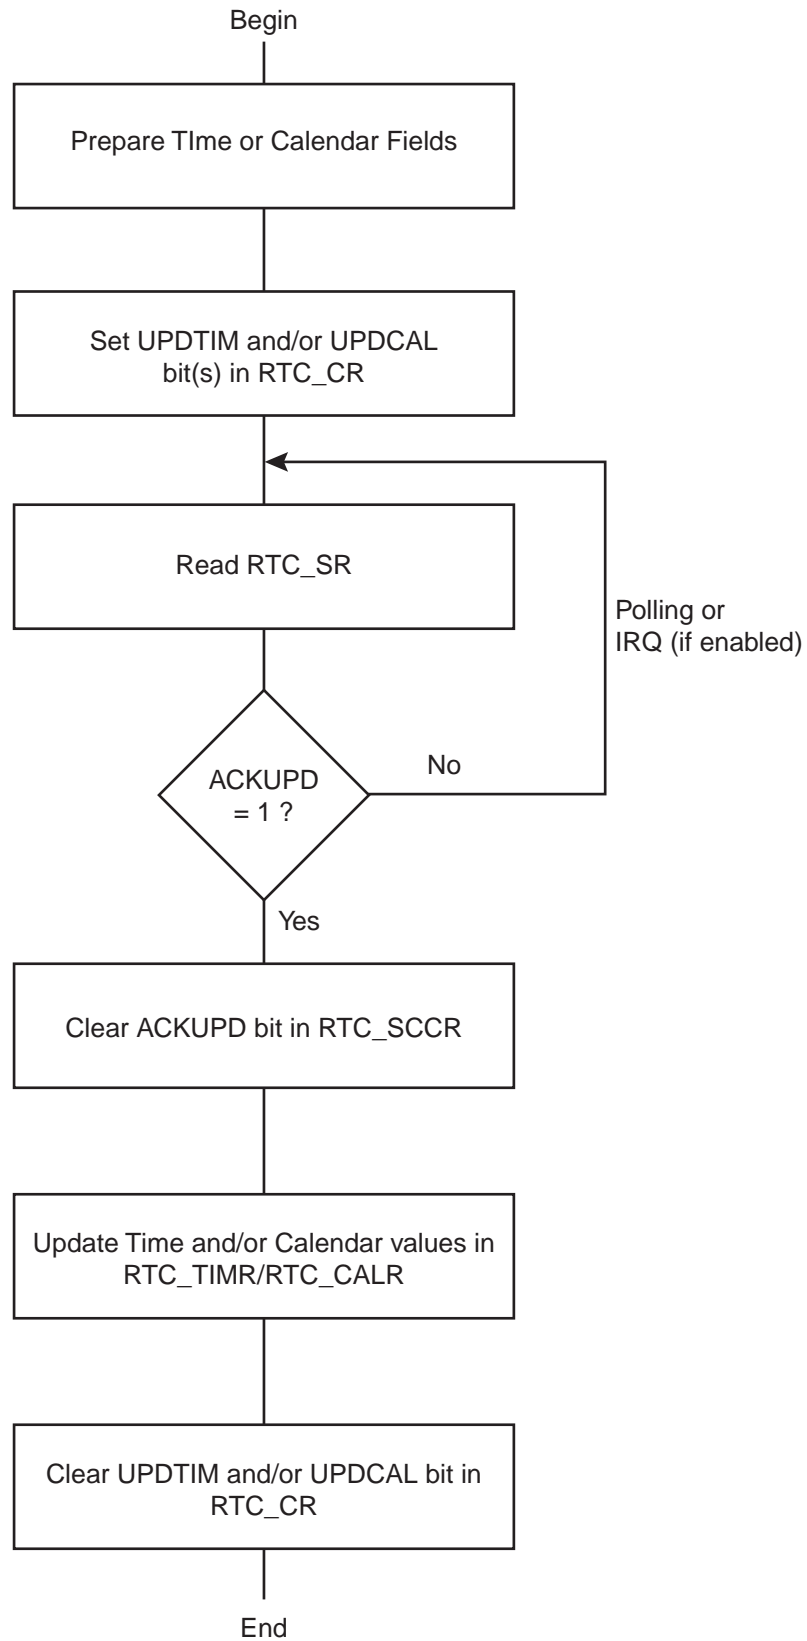 Begin
Prepare TIme or Calendar Fields
Set UPDTIM and/or UPDCAL
bit(s) in RTC_CR
Read RTC_SR
Polling or
IRQ (if enabled)
ACKUPD
= 1 ?
No
Yes
Clear ACKUPD bit in RTC_SCCR
Update Time and/or Calendar values in
RTC_TIMR/RTC_CALR
Clear UPDTIM and/or UPDCAL bit in
RTC_CR
End